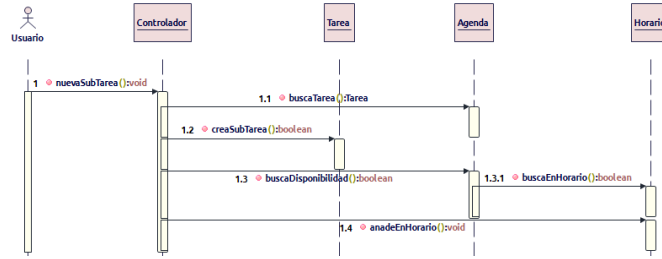 Controlador
Tarea
Agenda
Horario
Usuario
1 nuevaSubTarea():void
1.1 buscaTarea():Tarea
1.2 creaSubTarea():boolean
1.3 buscaDisponibilidad():boolean
1.3.1 buscaEnHorario():boolean
1.4 anadeEnHorario():void